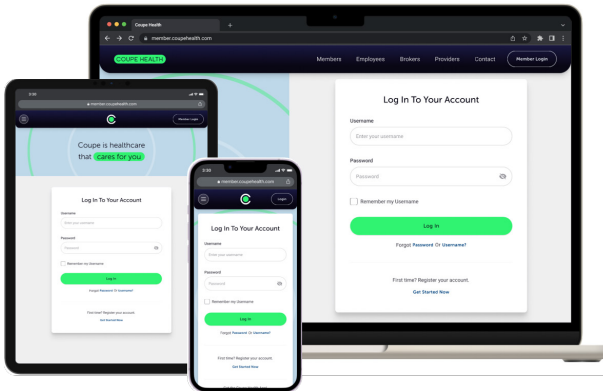 Coupe Health
member.coupehealth.com
COUPE HEALTH
Members Employees Brokers Providers Contact Member Login
Log In To Your Account
Username
Enter your username
Password
Password
Remember my Username
Log In
Forgot Password Or Username?
First time? Register your account.
Get Started Now.
member.coupehealth.com
Member Login
Coupe is healthcare
that cares for you
Log In To Your Account
Username
Enter your username
Password
Password
Remember my Username
Log In
Forgot Password Or Username?
First time? Register your account.
Get Started Now.
member.coupehealth.com
Login
Log In To Your Account
Username
Enter your username
Password
Password
Remember my Username
Log In
Forgot Password Or Username?
First time? Register your account.
Get Started Now.